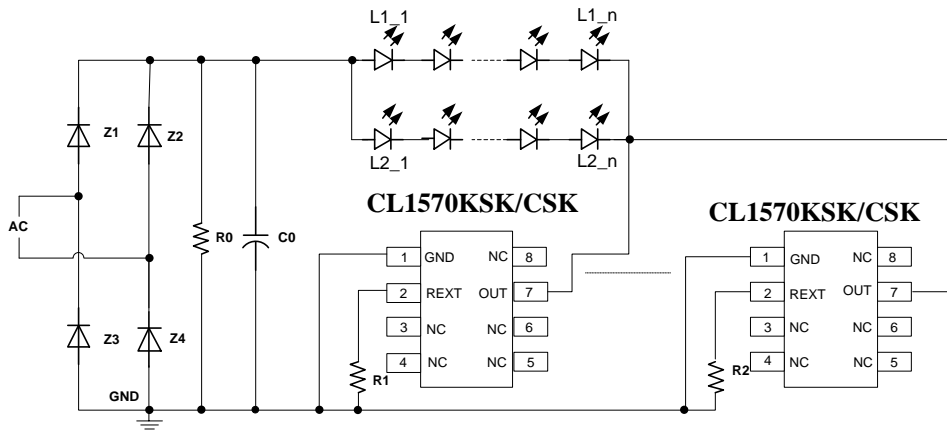 L1_1
L1_n
L2_1
L2_n
Z1
Z2
AC
R0
C0
Z3
Z4
GND
CL1570KSK/CSK
1 GND NC 8
2 REXT OUT 7
3 NC NC 6
4 NC NC 5
R1
CL1570KSK/CSK
1 GND NC 8
2 REXT OUT 7
3 NC NC 6
4 NC NC 5
R2